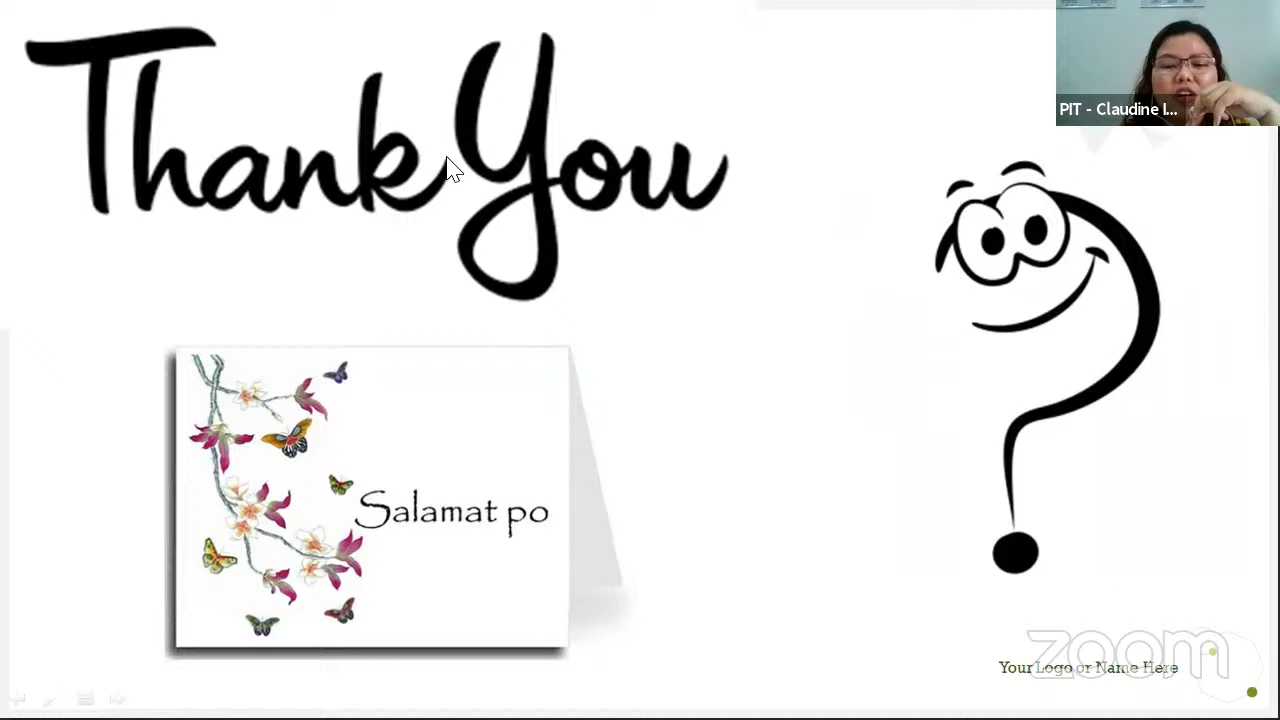 Thank You
PIT - Claudine I...
Salamat po
Your Logo or Name Here
zoom